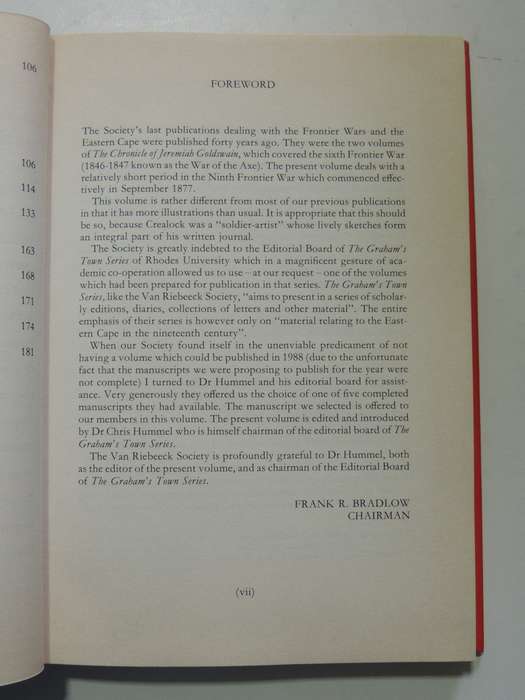 106
106
114
133
163
168
171
174
181
FOREWORD
The Society's last publications dealing with the Frontier Wars and the
Eastern Cape were published forty years ago. They were the two volumes
of The Chronicle of Jeremiah Goldswain, which covered the sixth Frontier War
(1846-1847 known as the War of the Axe). The present volume deals with a
relatively short period in the Ninth Frontier War which commenced effec-
tively in September 1877.
This volume is rather different from most of our previous publications
in that it has more illustrations than usual. It is appropriate that this should
be so, because Crealock was a "soldier-artist" whose lively sketches form
an integral part of his written journal.
The Society is greatly indebted to the Editorial Board of The Graham's
Town Series of Rhodes University which in a magnificent gesture of aca-
demic co-operation allowed us to use – at our request – one of the volumes
which had been prepared for publication in that series. The Graham's Town
Series, like the Van Riebeeck Society, "aims to present in a series of scholar-
ly editions, diaries, collections of letters and other material". The entire
emphasis of their series is however only on "material relating to the East-
ern Cape in the nineteenth century".
When our Society found itself in the unenviable predicament of not
having a volume which could be published in 1988 (due to the unfortunate
fact that the manuscripts we were proposing to publish for the year were
not complete) I turned to Dr Hummel and his editorial board for assist-
ance. Very generously they offered us the choice of one of five completed
manuscripts they had available. The manuscript we selected is offered to
our members in this volume. The present volume is edited and introduced
by Dr Chris Hummel who is himself chairman of the editorial board of The
Graham's Town Series.
The Van Riebeeck Society is profoundly grateful to Dr Hummel, both
as the editor of the present volume, and as chairman of the Editorial Board
of The Graham's Town Series.
FRANK R. BRADLOW
CHAIRMAN
(vii)